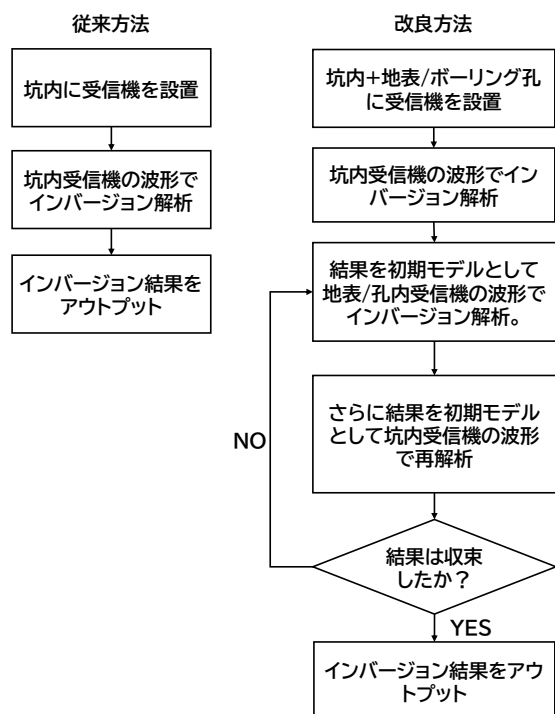 従来方法
坑内に受信機を設置
坑内受信機の波形で
インバージョン解析
インバージョン結果を
アウトプット
改良方法
坑内+地表/ボーリング孔
に受信機を設置
坑内受信機の波形でイン
バージョン解析
結果を初期モデルとして
地表/孔内受信機の波形で
インバージョン解析。
さらに結果を初期モデル
として坑内受信機の波形
で再解析
NO
結果は収束
したか？
YES
インバージョン結果をアウ
トプット